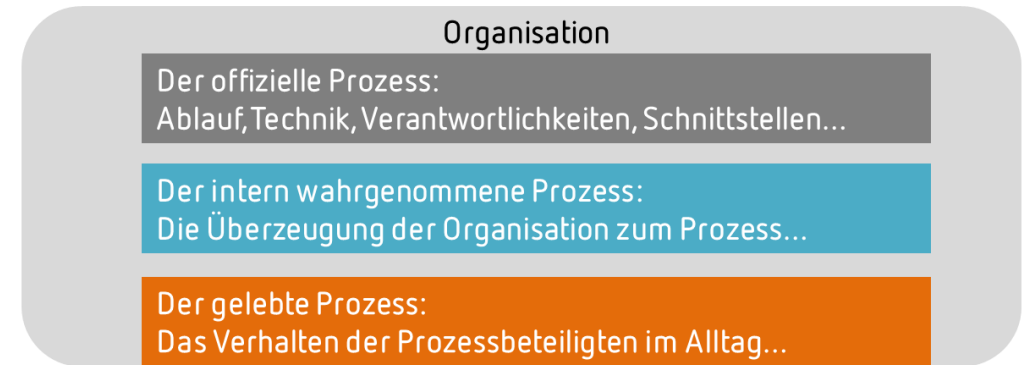 Organisation
Der offizielle Prozess:
Ablauf, Technik, Verantwortlichkeiten, Schnittstellen...
Der intern wahrgenommene Prozess:
Die Überzeugung der Organisation zum Prozess...
Der gelebte Prozess:
Das Verhalten der Prozessbeteiligten im Alltag...